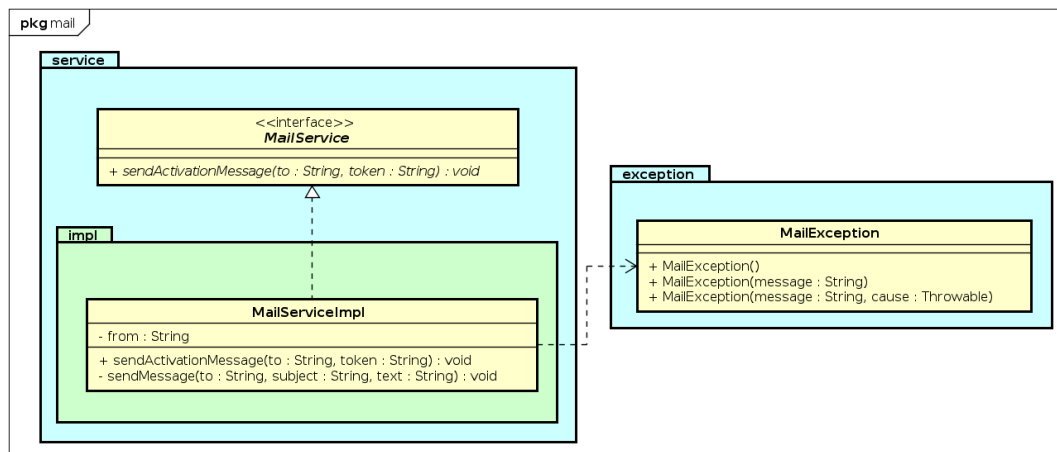 pkg mail
service
<<interface>>
MailService
+ sendActivationMessage(to : String, token : String) : void
impl
MailServiceImpl
- from : String
+ sendActivationMessage(to : String, token : String) : void
- sendMessage(to : String, subject : String, text : String) : void
exception
MailException
+ MailException()
+ MailException(message : String)
+ MailException(message : String, cause : Throwable)